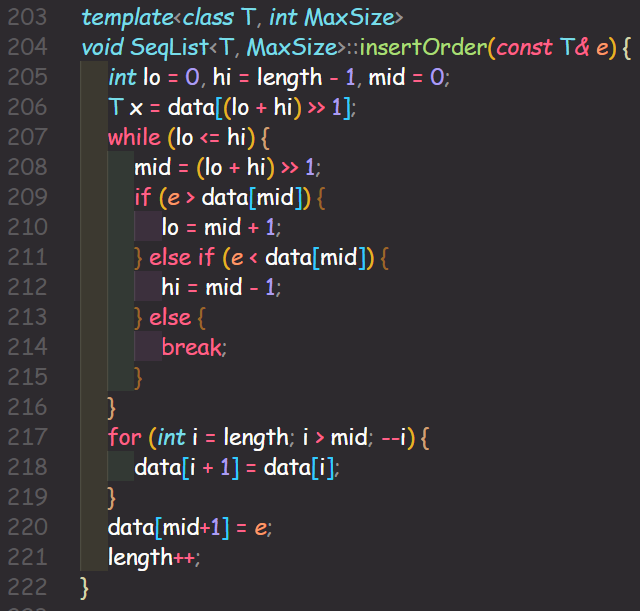 203 template<class T, int MaxSize>
204 void SeqList<T, MaxSize>::insertOrder(const T& e) {
205 int lo = 0, hi = length - 1, mid = 0;
206 T x = data[(lo + hi) >> 1];
207 while (lo <= hi) {
208 mid = (lo + hi) >> 1;
209 if (e > data[mid]) {
210 lo = mid + 1;
211 } else if (e < data[mid]) {
212 hi = mid - 1;
213 } else {
214 break;
215 }
216 }
217 for (int i = length; i > mid; --i) {
218 data[i + 1] = data[i];
219 }
220 data[mid+1] = e;
221 length++;
222 }